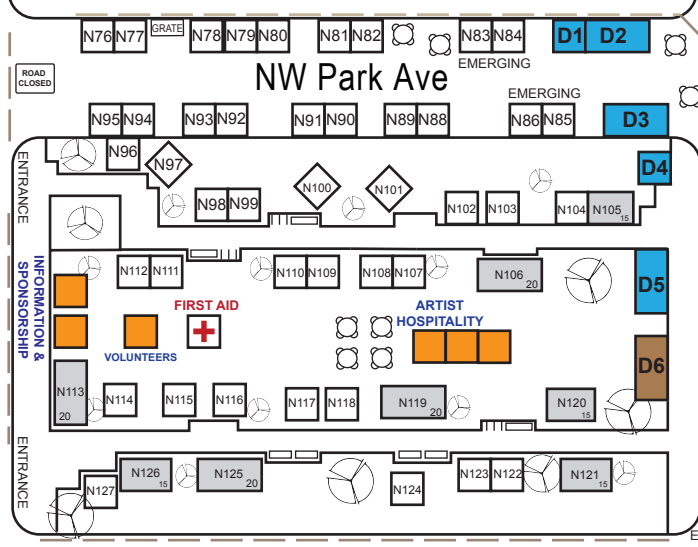 N76 N77 GRATE N78 N79 N80 N81 N82 N83 N84 D1 D2
EMERGING
ROAD
CLOSED
NW Park Ave
EMERGING
N95 N94 N93 N92 N91 N90 N89 N88 N86 N85 D3
N96 N97 D4
ENTRANCE
N98 N99 N100 N101 N102 N103 N104 N105 15
N112 N111 N110 N109 N108 N107 N106 20 D5
INFORMATION &
SPONSORSHIP
FIRST AID
ARTIST
HOSPITALITY
VOLUNTEERS
D6
N113 20 N114 N115 N116 N117 N118 N119 20 N120 15
ENTRANCE
N127 N126 15 N125 20 N124 N123 N122 N121 15